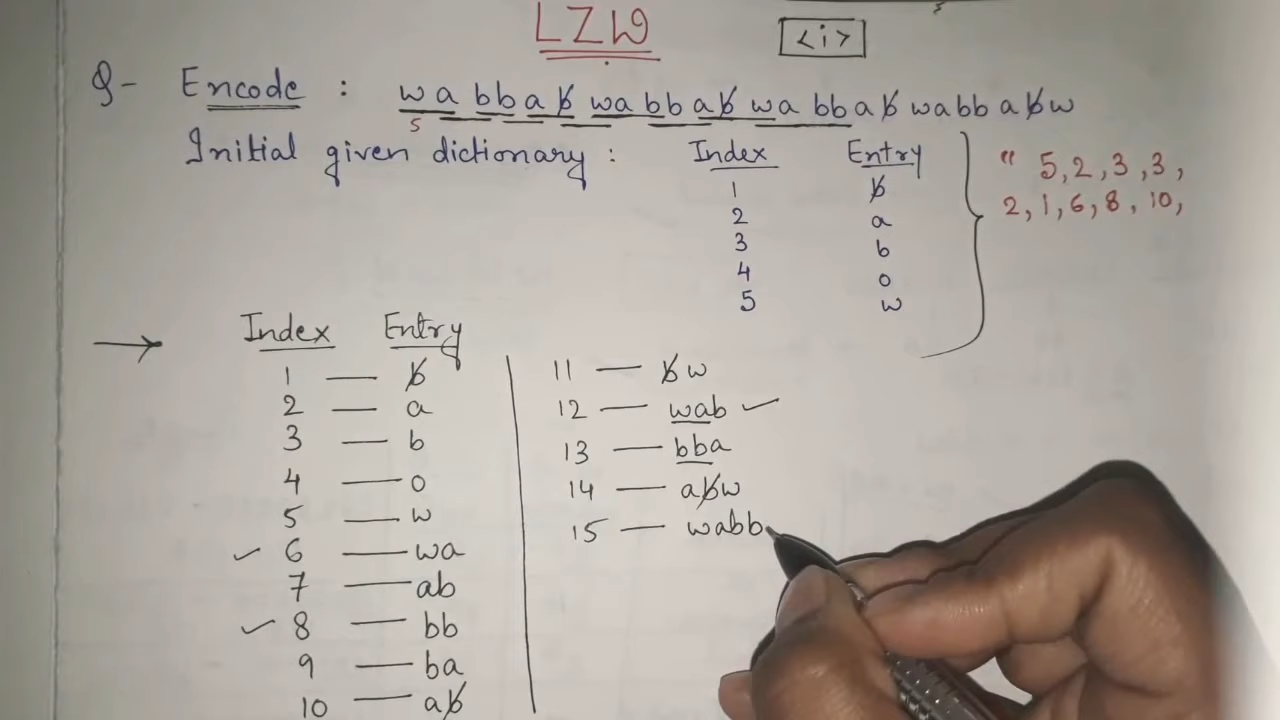 LZW
<i>
Q- Encode : wabbaƀwabbaƀwabbaƀwabbaƀw
5
Initial given dictionary :
Index Entry
1 ƀ
2 a
3 b
4 o
5 w
" 5,2,3,3,
2,1,6,8,10,
→ Index Entry
1 — ƀ
2 — a
3 — b
4 — o
5 — w
✓ 6 — wa
7 — ab
✓ 8 — bb
9 — ba
10 — aƀ
11 — ƀw
12 — wab ✓
13 — bba
14 — aƀw
15 — wabb